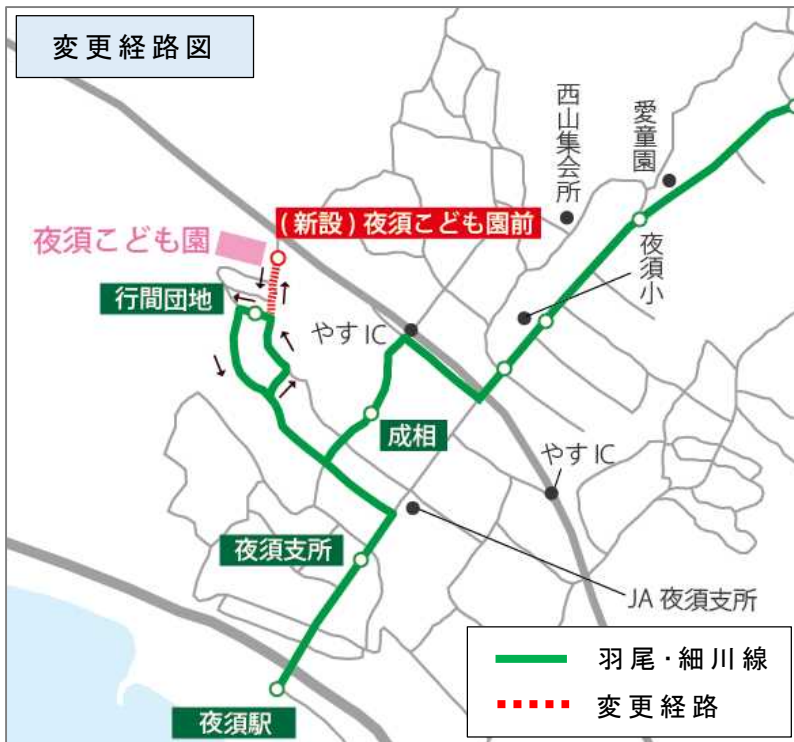 変更経路図
西山集会所
愛童園
(新設)夜須こども園前
夜須こども園
夜須小
行間団地
やすIC
成相
やすIC
夜須支所
JA夜須支所
羽尾・細川線
変更経路
夜須駅